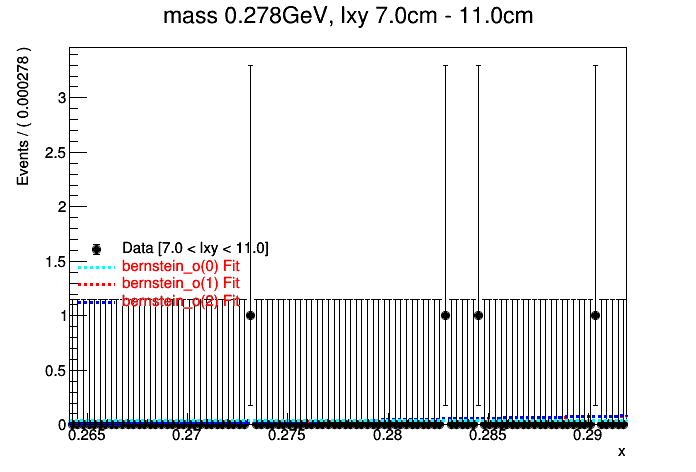 mass 0.278GeV, lxy 7.0cm - 11.0cm
Events / ( 0.000278 )
3
2.5
2
Data [7.0 < lxy < 11.0]
1.5
bernstein_o(0) Fit
bernstein_o(1) Fit
bernstein_o(2) Fit
1
0.5
0
0.265 0.27 0.275 0.28 0.285 0.29
x